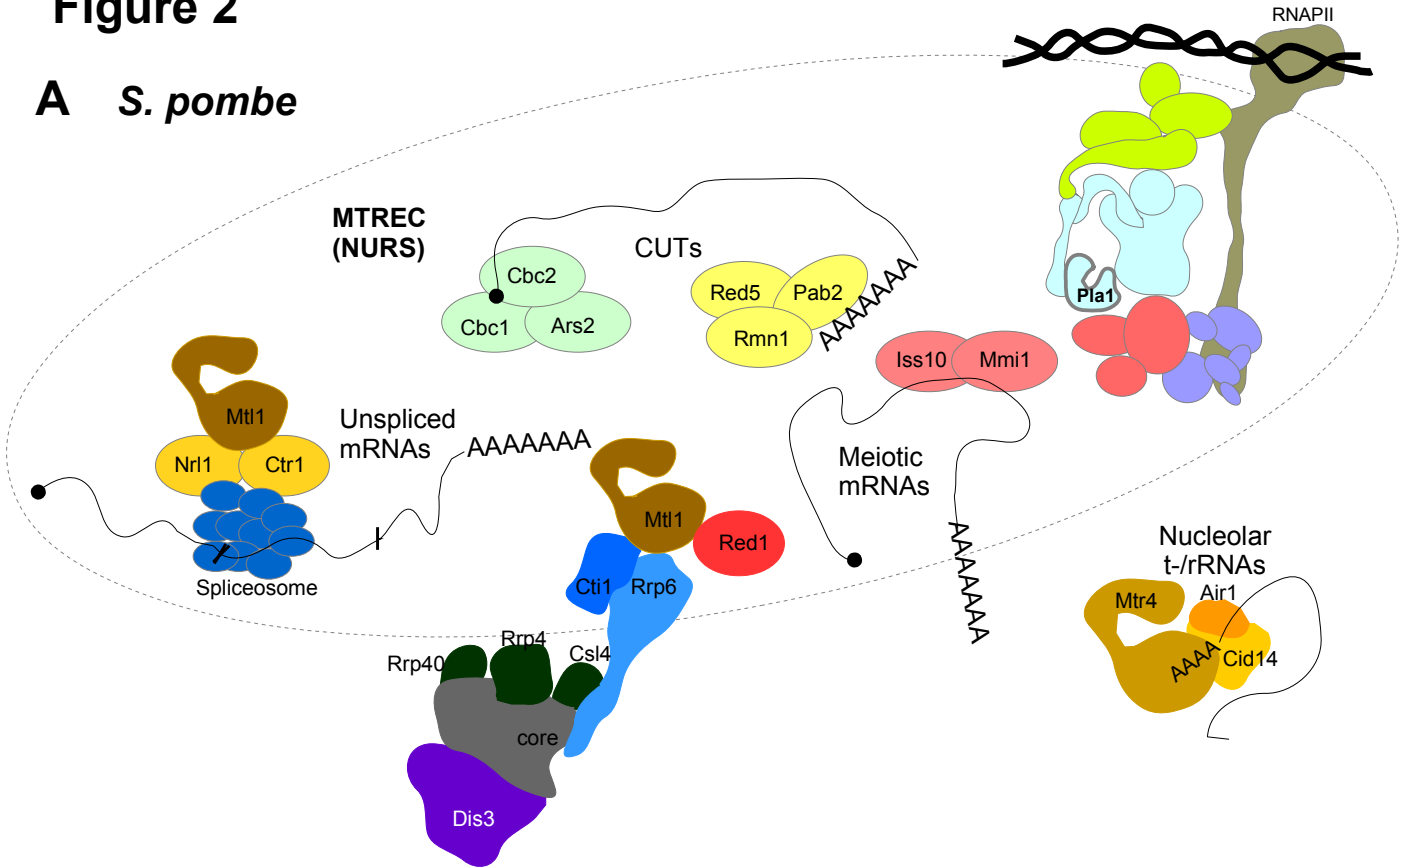 Figure 2
RNAPII
A S. pombe
MTREC
(NURS)
CUTs
Cbc2
Cbc1
Ars2
Red5
Pab2
Rmn1
AAAAAAA
Pla1
Iss10
Mmi1
Mtl1
Nrl1
Ctr1
Unspliced
mRNAs
AAAAAAA
Spliceosome
Meiotic
mRNAs
AAAAAAA
Mtl1
Red1
Cti1
Rrp6
Rrp4
Rrp40
Csl4
core
Dis3
Nucleolar
t-/rRNAs
Mtr4
Air1
AAAA
Cid14